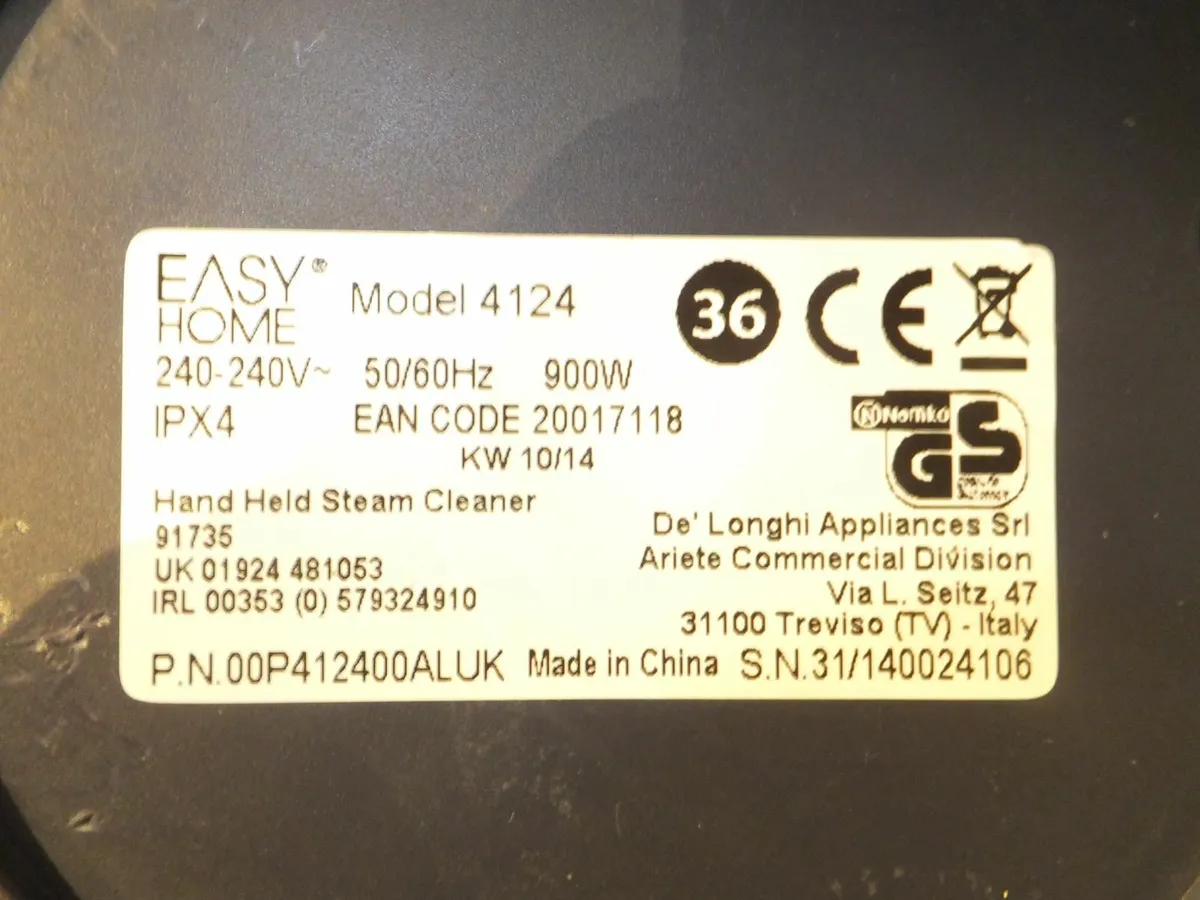 EASY HOME® Model 4124
36 CE
240-240V~ 50/60Hz 900W
IPX4 EAN CODE 20017118
KW 10/14
Nemko
GS
Hand Held Steam Cleaner
91735
UK 01924 481053
IRL 00353 (0) 579324910
De' Longhi Appliances Srl
Ariete Commercial Division
Via L. Seitz, 47
31100 Treviso (TV) - Italy
P.N.00P412400ALUK Made in China S.N.31/140024106